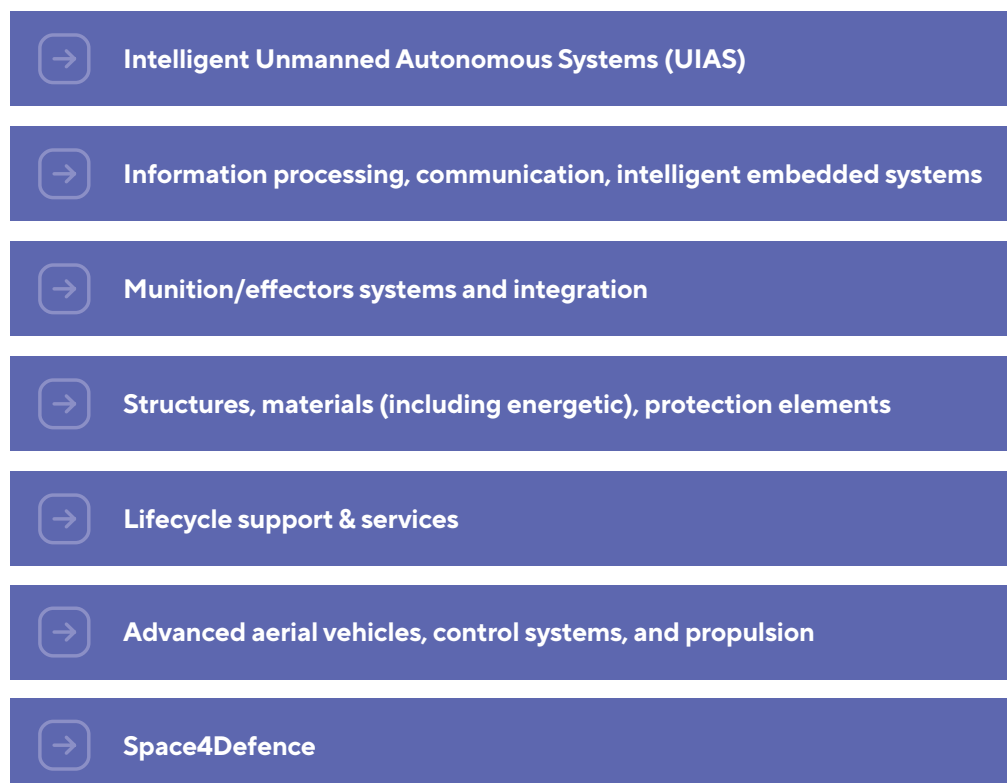 Intelligent Unmanned Autonomous Systems (UIAS)
Information processing, communication, intelligent embedded systems
Munition/effectors systems and integration
Structures, materials (including energetic), protection elements
Lifecycle support & services
Advanced aerial vehicles, control systems, and propulsion
Space4Defence